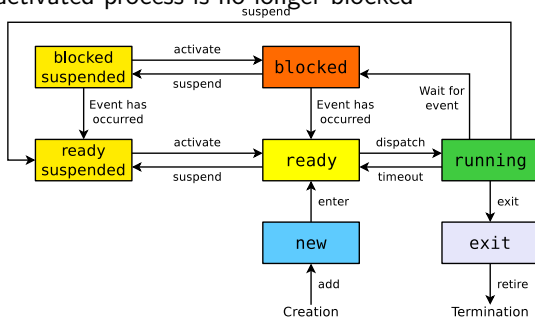 activated process is no longer blocked
suspend
blocked
suspended
activate
suspend
blocked
Event has
occurred
Event has
occurred
Wait for
event
ready
suspended
activate
suspend
ready
dispatch
timeout
running
enter
exit
new
exit
add
retire
Creation
Termination